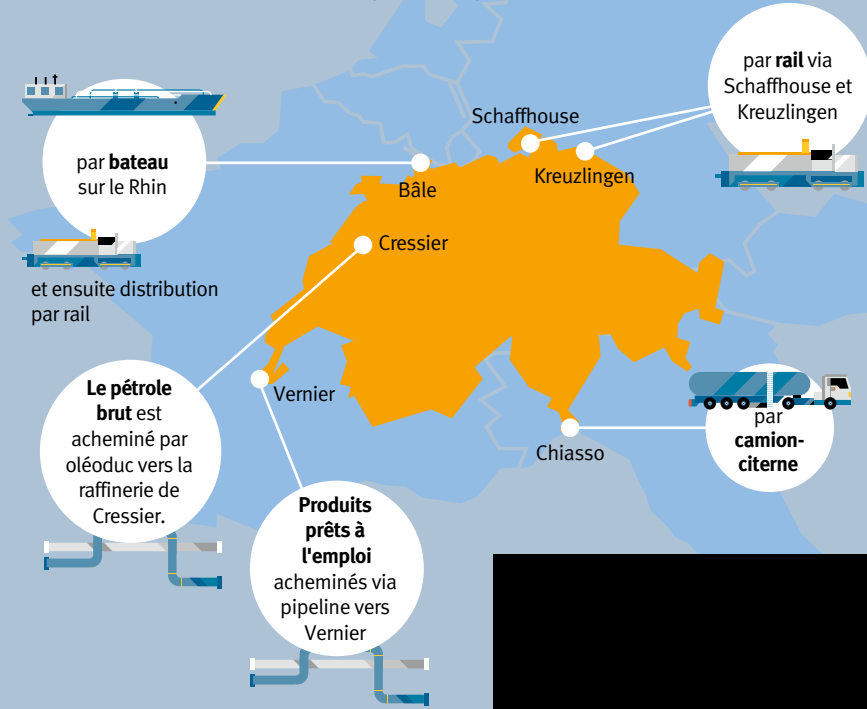 par rail via
Schaffhouse et
Kreuzlingen
Schaffhouse
par bateau
sur le Rhin
Bâle
Kreuzlingen
Cressier
et ensuite distribution
par rail
Le pétrole
brut est
acheminé par
oléoduc vers la
raffinerie de
Cressier.
Vernier
par
camion-
citerne
Chiasso
Produits
prêts à
l'emploi
acheminés via
pipeline vers
Vernier